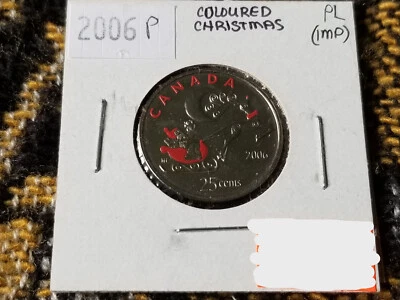 2006 P
COLOURED
CHRISTMAS
PL
(IMP)
CANADA
2006
25 cents